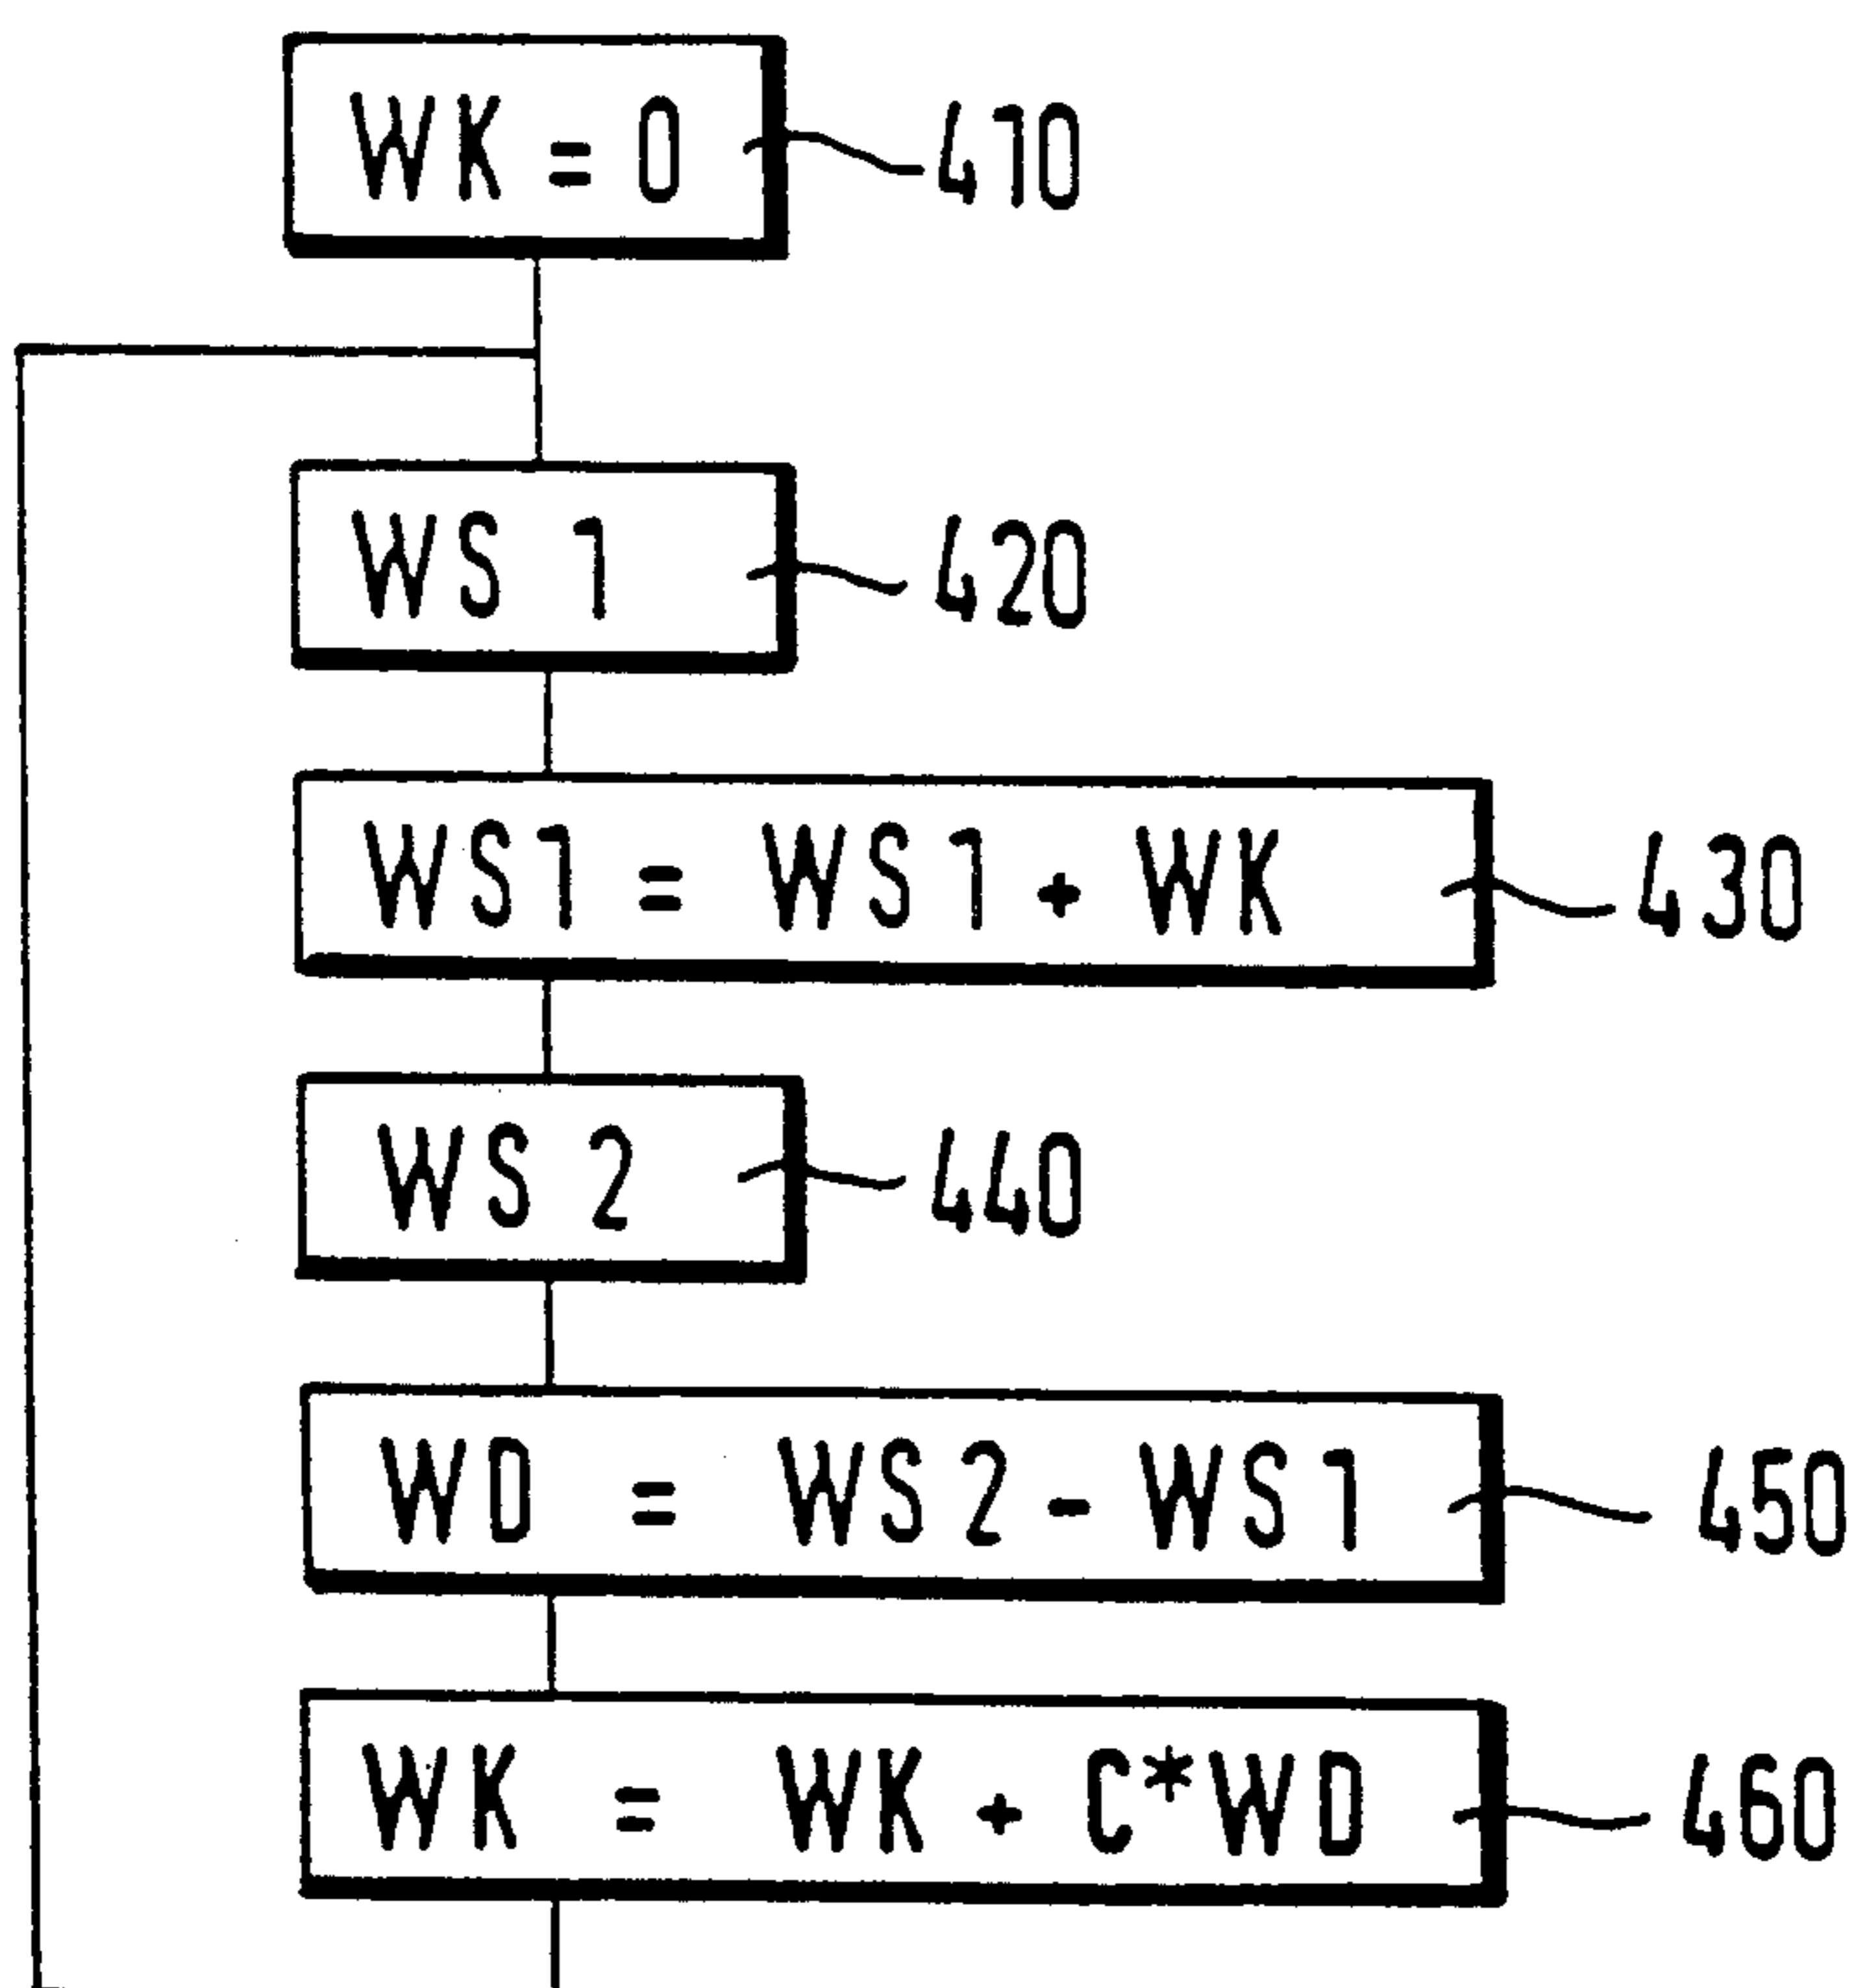 WK = 0 410
WS 1 420
WS1 = WS1 + WK 430
WS 2 440
WD = WS2 - WS1 450
WK = WK + C*WD 460